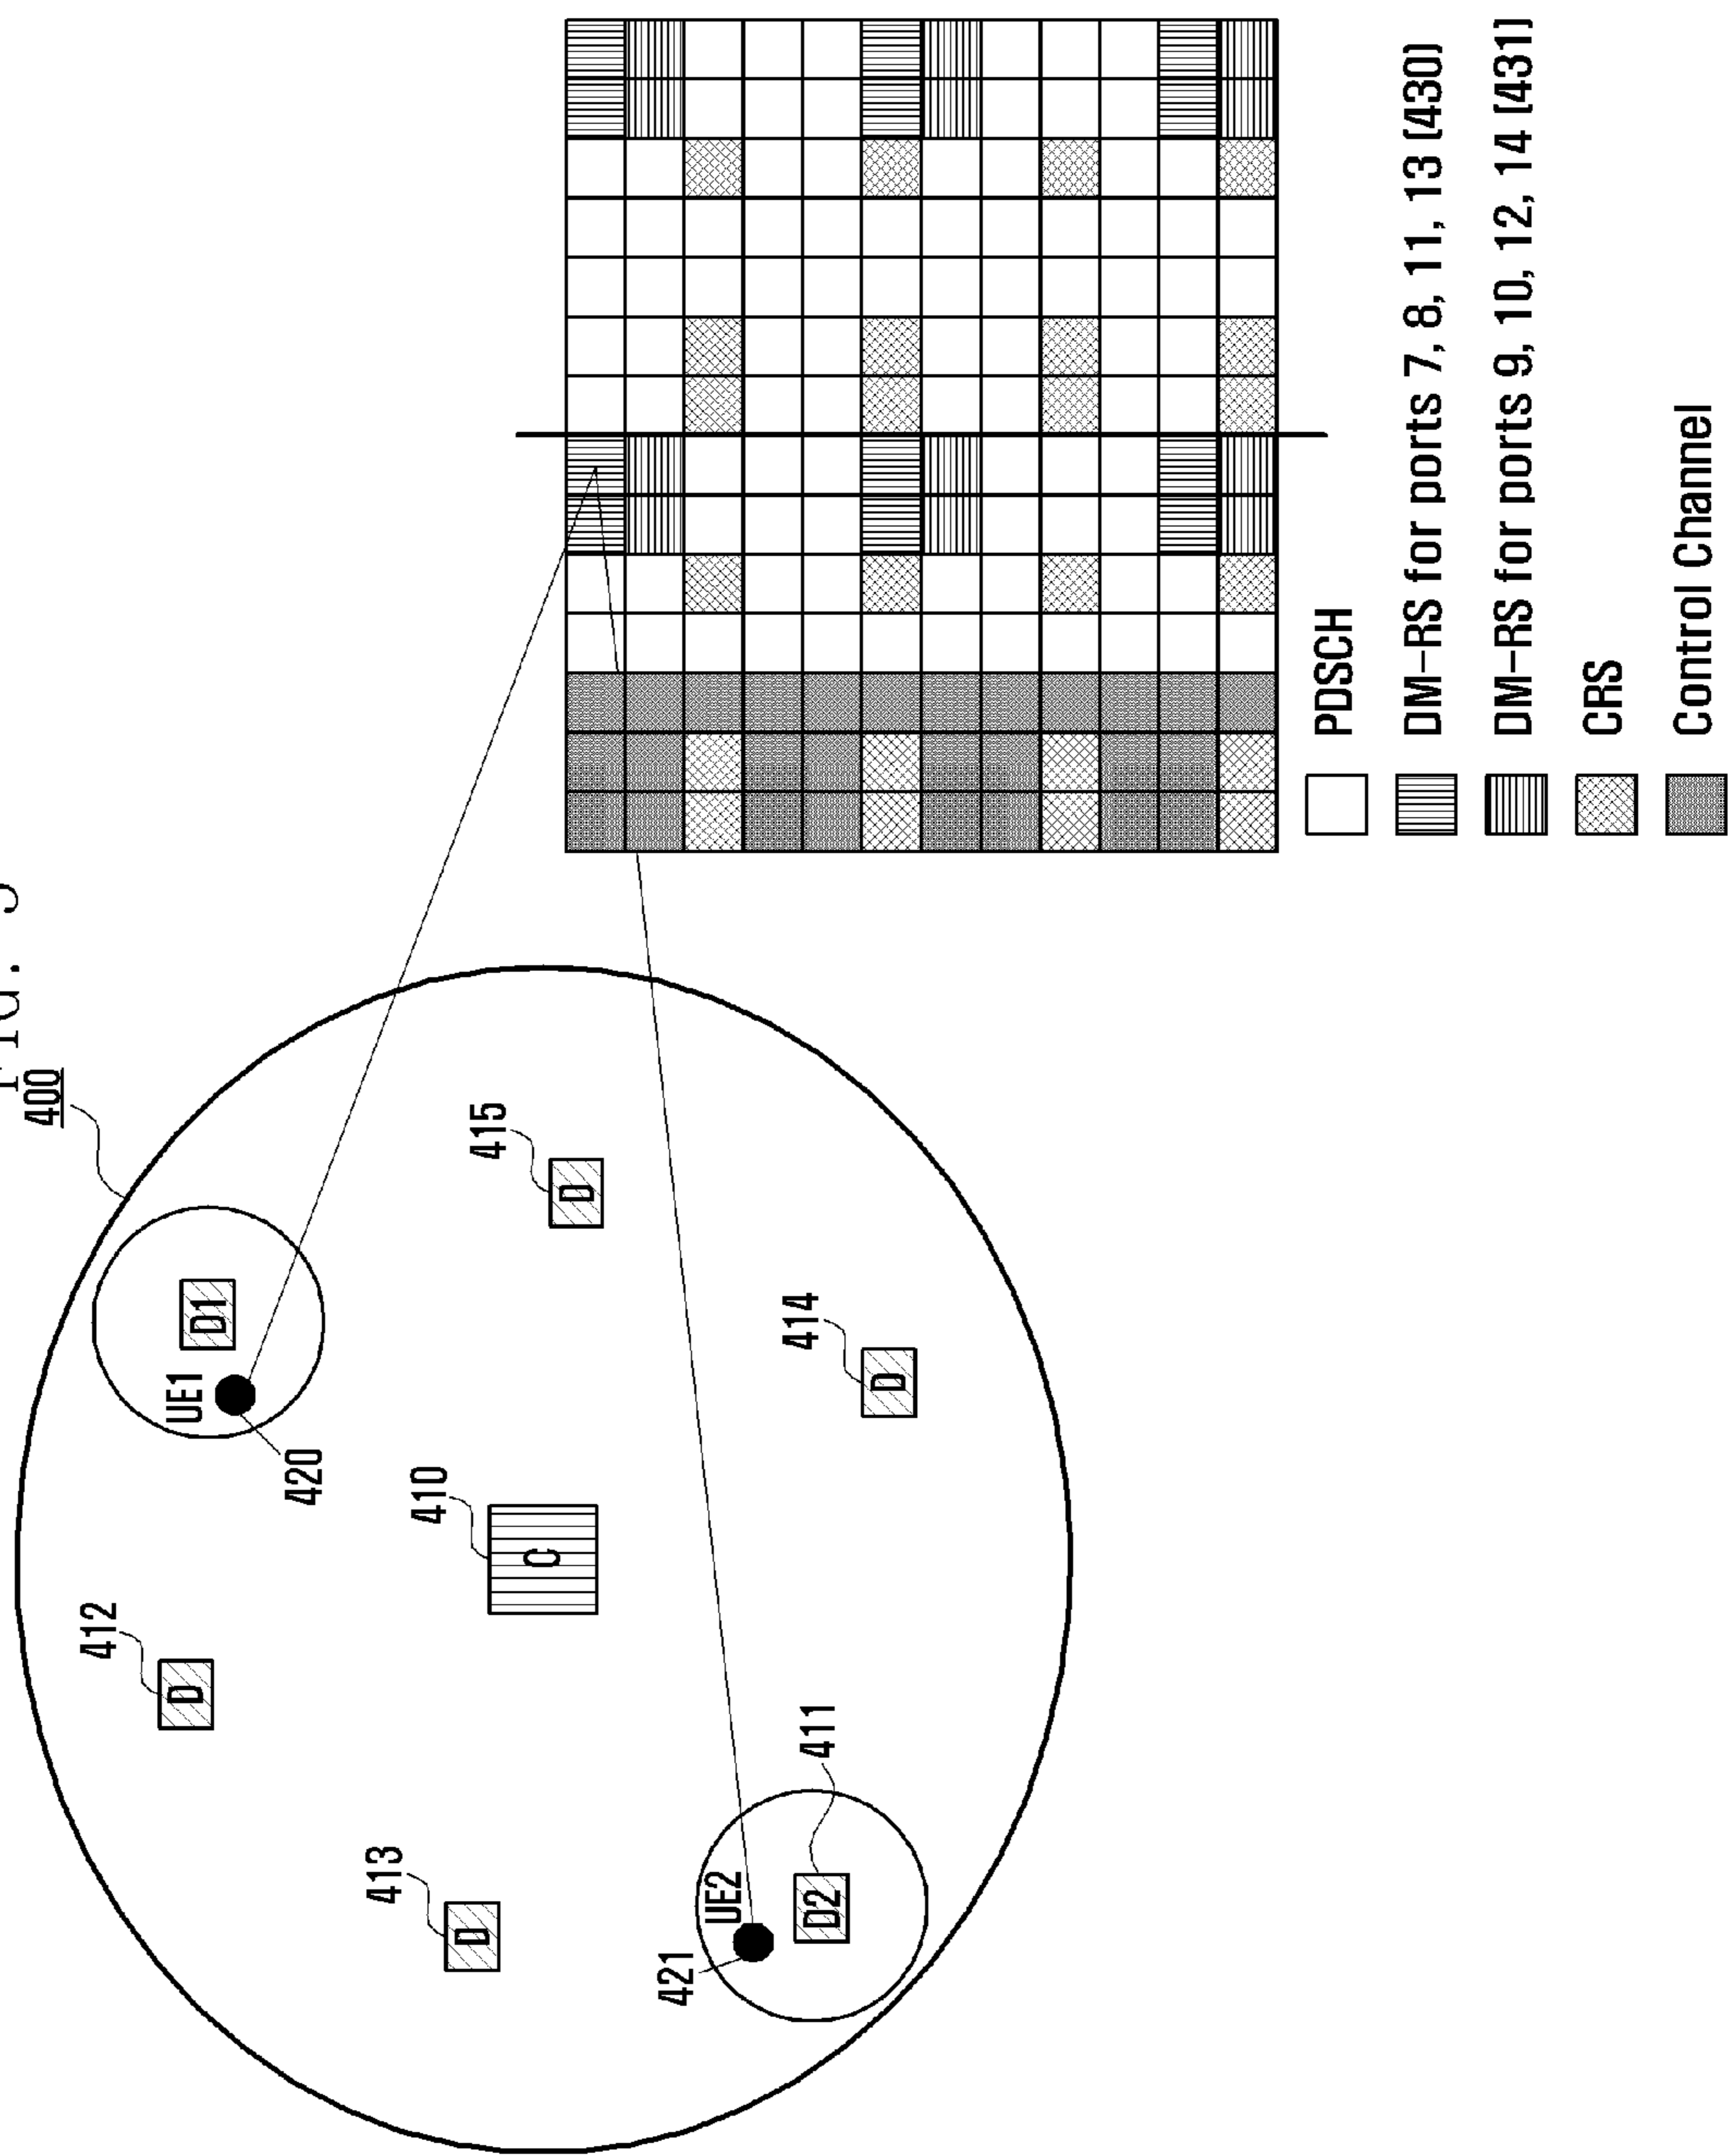 FIG.
400
412
UE1
D
D1
420
413
410
D
415
C
D
421
UE2
414
411
D2
D
PDSCH
DM-RS for ports 7, 8, 11, 13 (430)
DM-RS for ports 9, 10, 12, 14 (431)
CRS
Control Channel